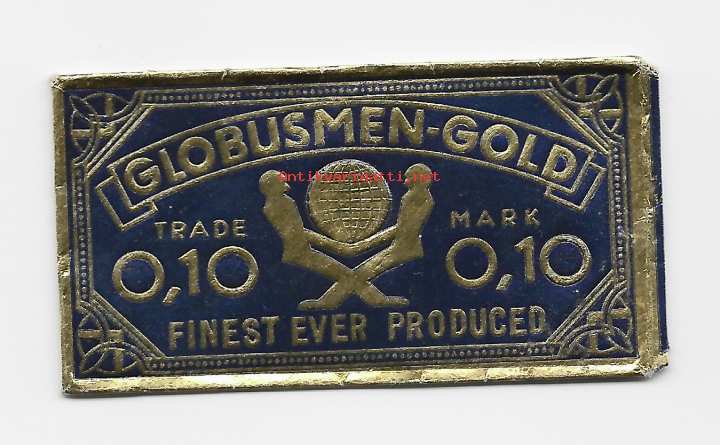 GLOBUSMEN-GOLD
Antikvariaatti.net
TRADE MARK
0,10 0,10
FINEST EVER PRODUCED